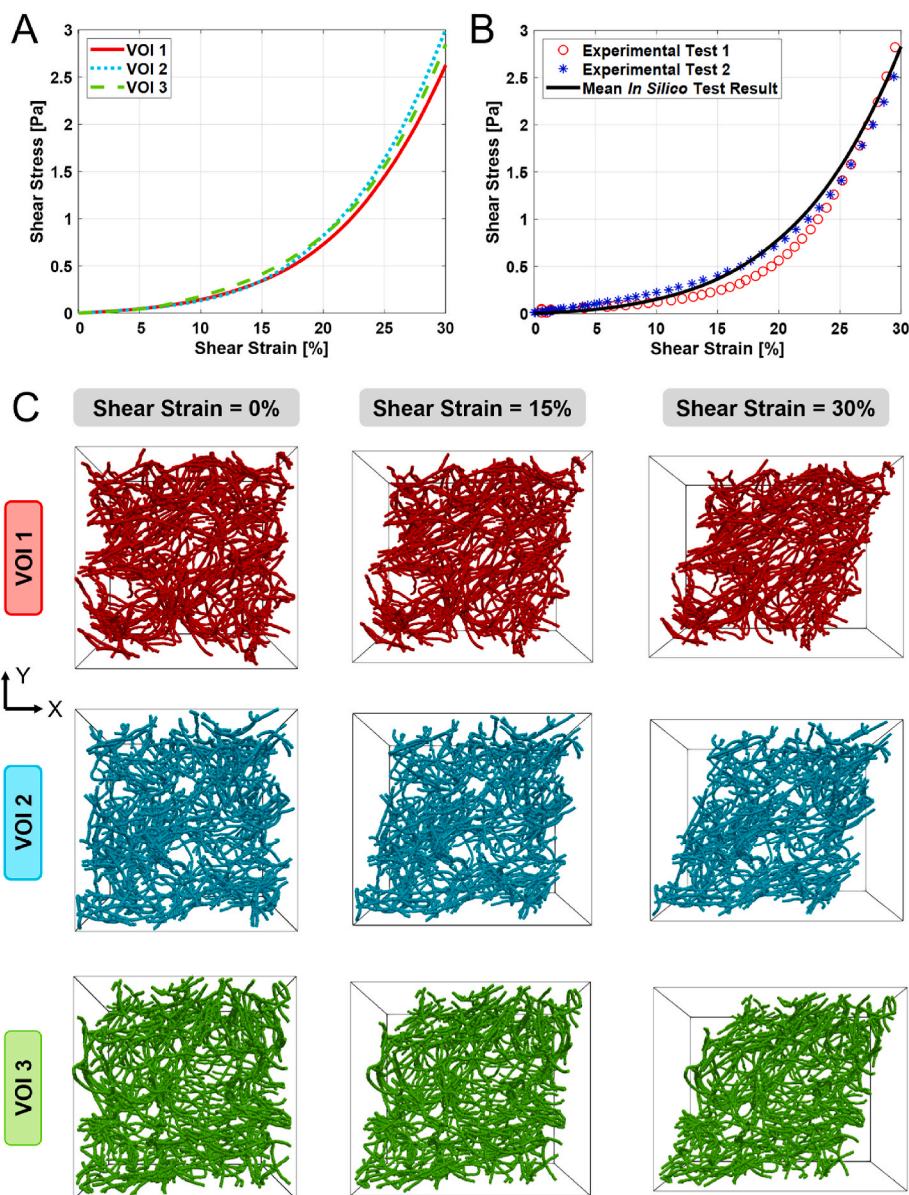 A
B
3
2.5
2
1.5
1
0.5
0
Shear Stress [Pa]
VOI 1
VOI 2
VOI 3
0 5 10 15 20 25 30
Shear Strain [%]
3
2.5
2
1.5
1
0.5
0
Shear Stress [Pa]
Experimental Test 1
Experimental Test 2
Mean In Silico Test Result
0 5 10 15 20 25 30
Shear Strain [%]
C
Shear Strain = 0%
Shear Strain = 15%
Shear Strain = 30%
VOI 1
Y
X
VOI 2
VOI 3